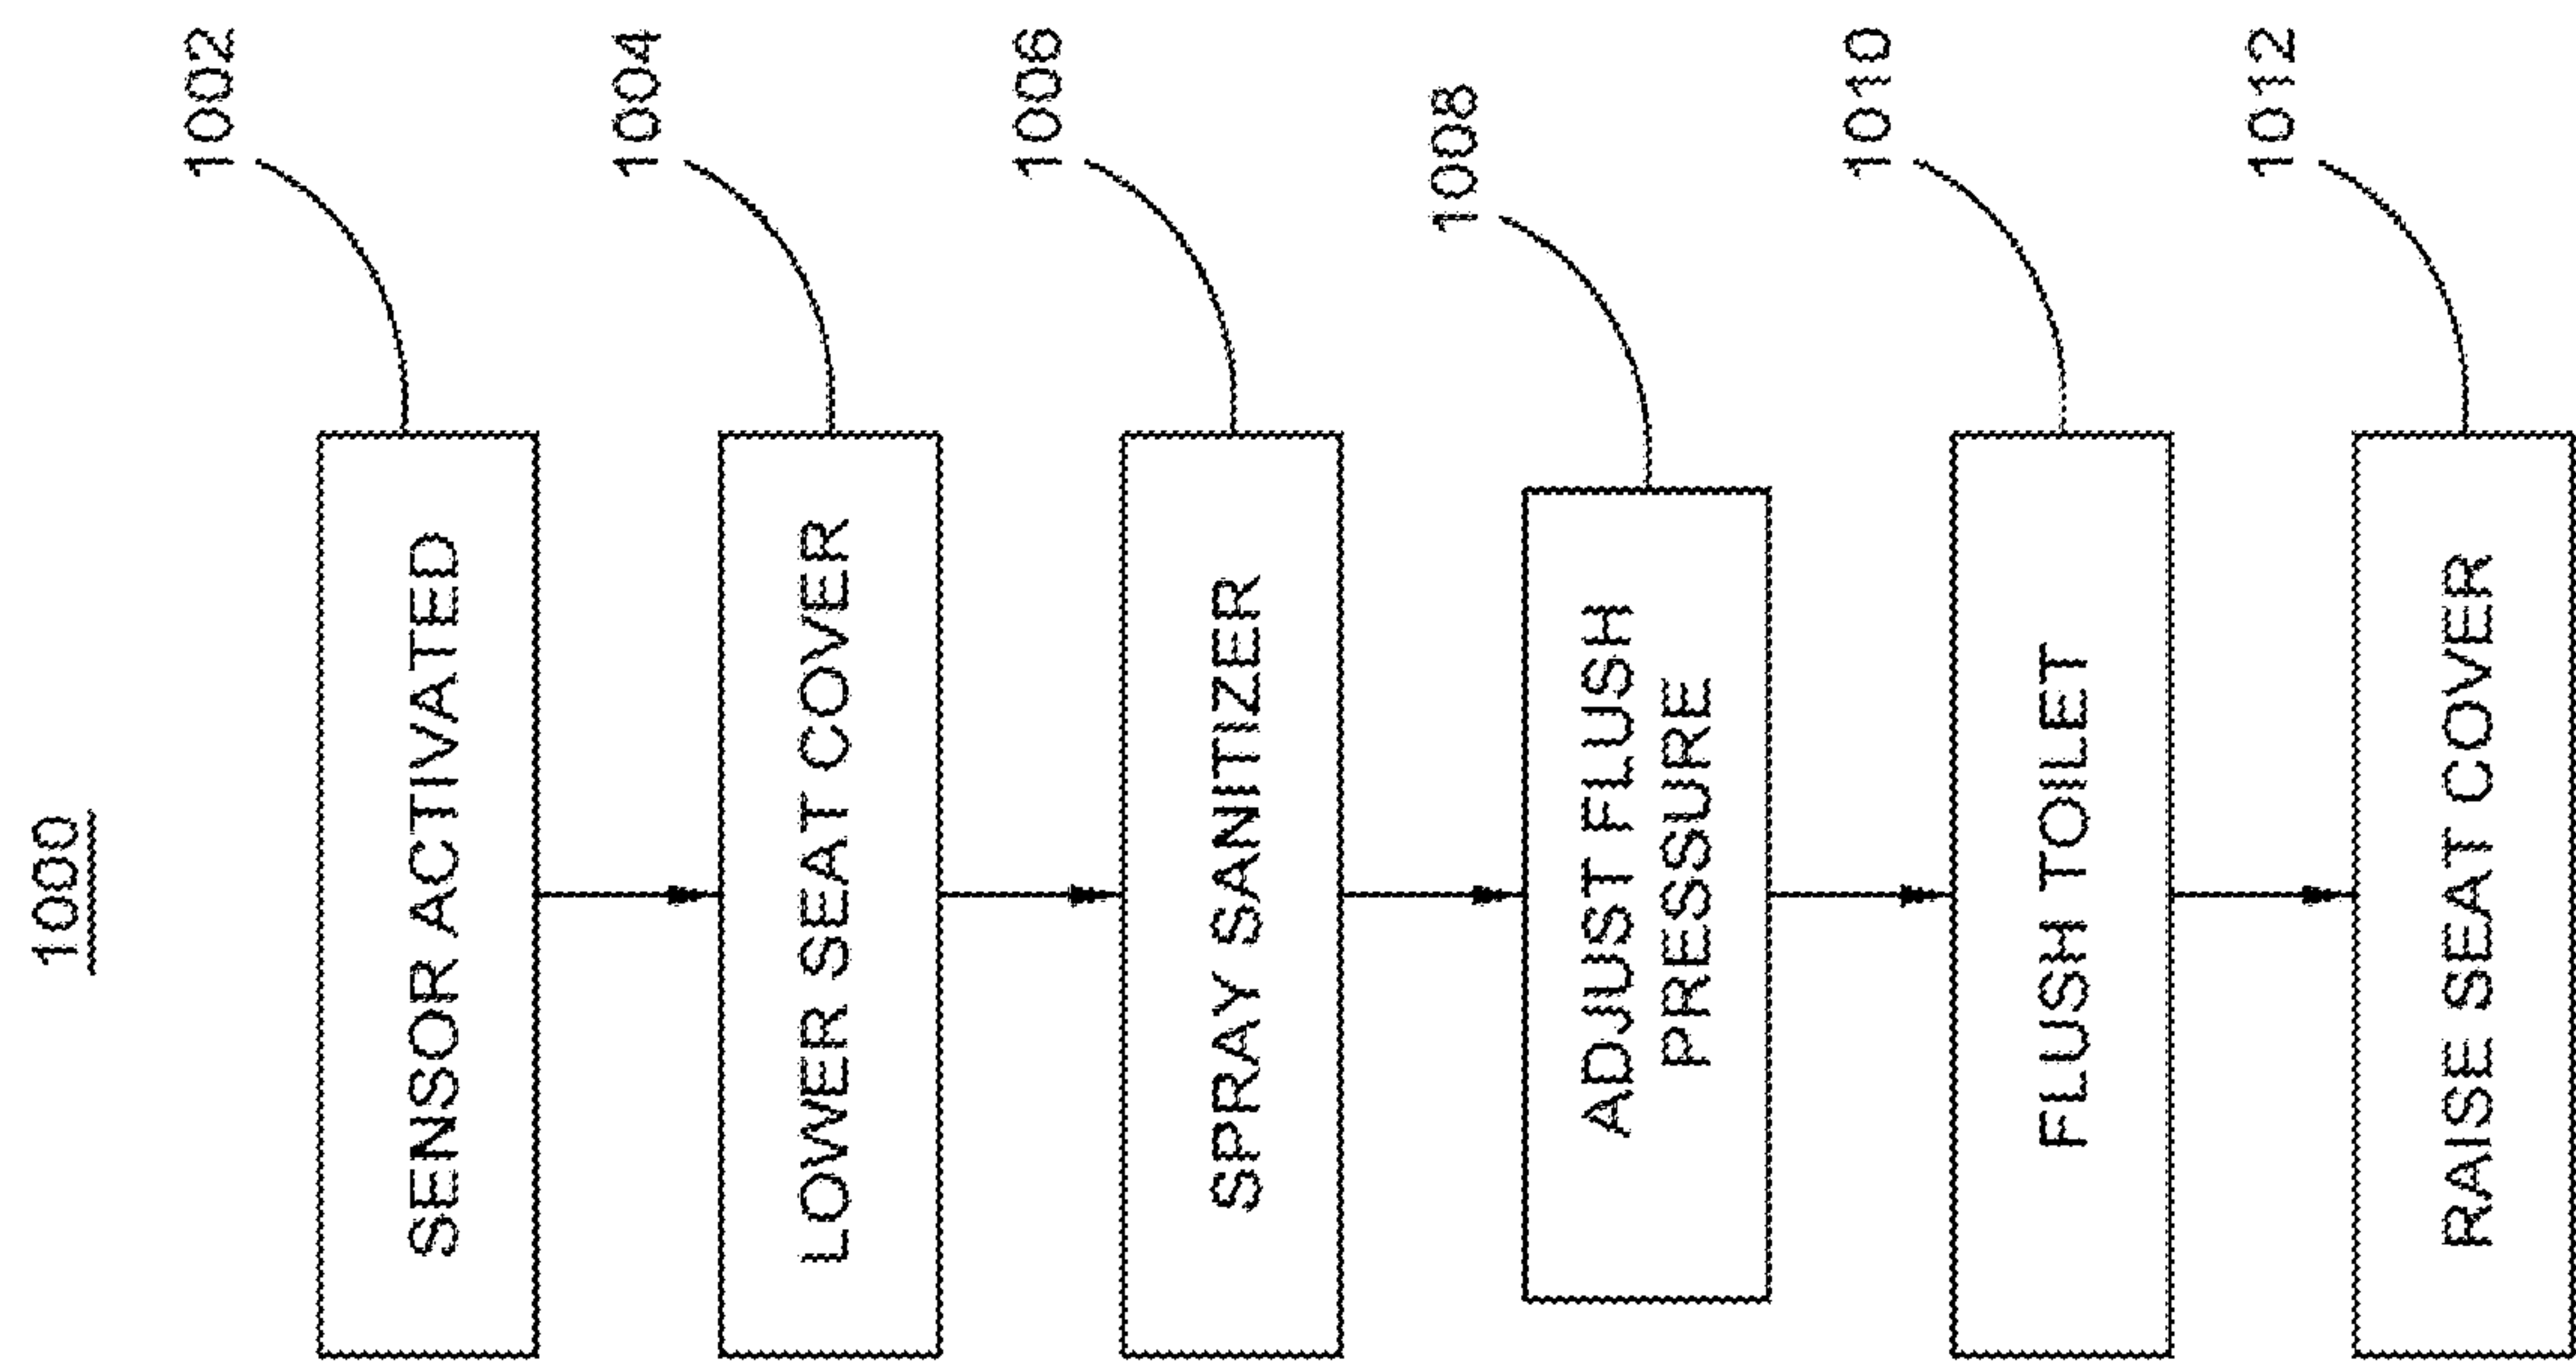 1000
SENSOR ACTIVATED
1002
LOWER SEAT COVER
1004
SPRAY SANITIZER
1006
ADJUST FLUSH
PRESSURE
1008
FLUSH TOILET
1010
RAISE SEAT COVER
1012